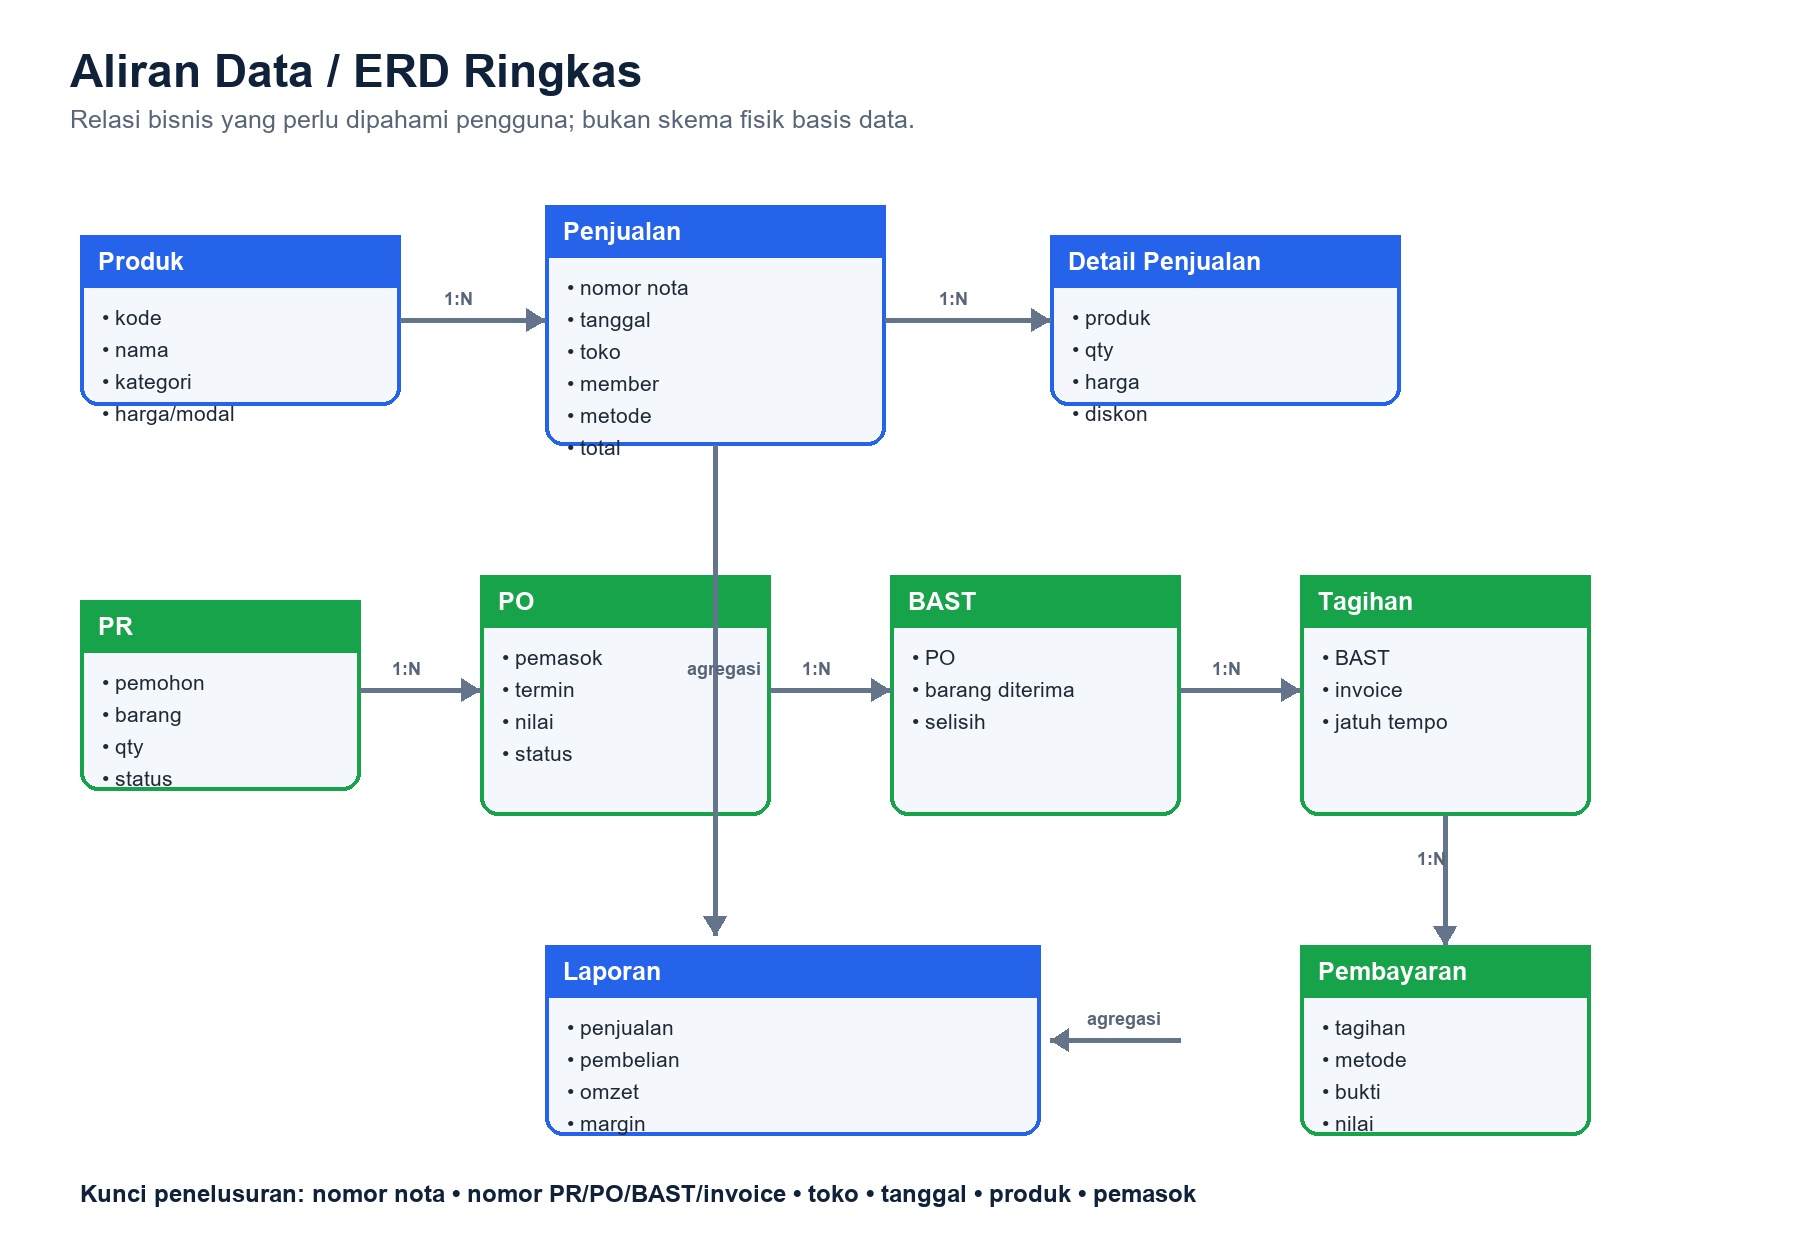 Aliran Data / ERD Ringkas
Relasi bisnis yang perlu dipahami pengguna; bukan skema fisik basis data.
Produk
• kode
• nama
• kategori
• harga/modal
1:N
Penjualan
• nomor nota
• tanggal
• toko
• member
• metode
• total
1:N
Detail Penjualan
• produk
• qty
• harga
• diskon
PR
• pemohon
• barang
• qty
• status
1:N
PO
• pemasok
• termin
• nilai
• status
agregasi
1:N
BAST
• PO
• barang diterima
• selisih
1:N
Tagihan
• BAST
• invoice
• jatuh tempo
1:N
Laporan
• penjualan
• pembelian
• omzet
• margin
agregasi
Pembayaran
• tagihan
• metode
• bukti
• nilai
Kunci penelusuran: nomor nota • nomor PR/PO/BAST/invoice • toko • tanggal • produk • pemasok